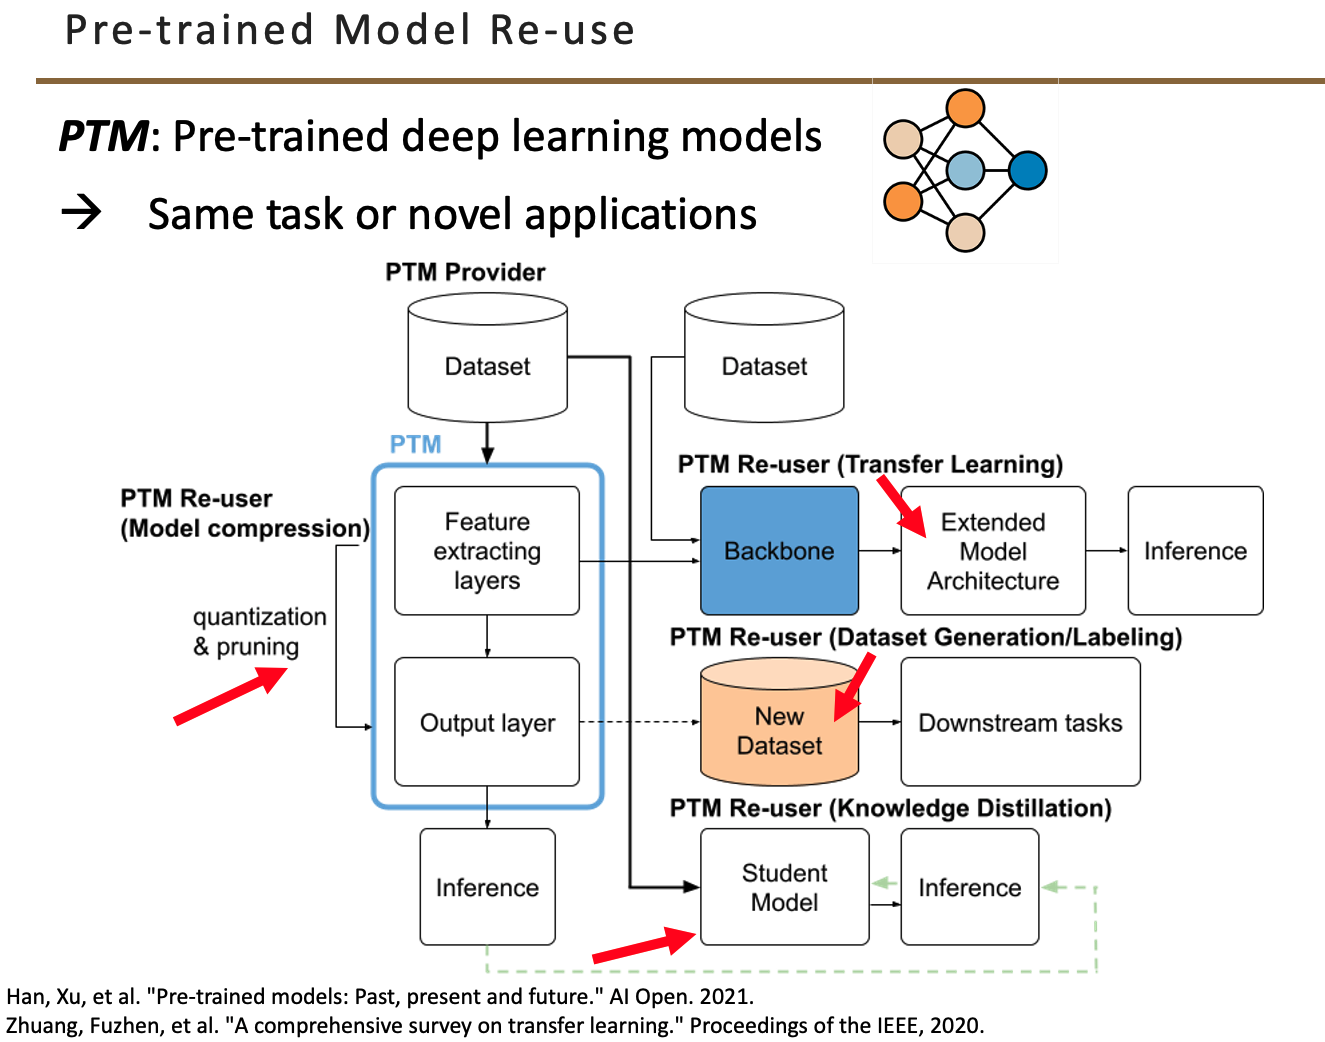 Pre-trained Model Re-use
PTM: Pre-trained deep learning models
→ Same task or novel applications
PTM Provider
Dataset
Dataset
PTM
PTM Re-user (Transfer Learning)
PTM Re-user
(Model compression)
Feature
extracting
layers
Backbone
Extended
Model
Architecture
Inference
quantization
& pruning
PTM Re-user (Dataset Generation/Labeling)
Output layer
New
Dataset
Downstream tasks
PTM Re-user (Knowledge Distillation)
Inference
Student
Model
Inference
Han, Xu, et al. "Pre-trained models: Past, present and future." AI Open. 2021.
Zhuang, Fuzhen, et al. "A comprehensive survey on transfer learning." Proceedings of the IEEE, 2020.